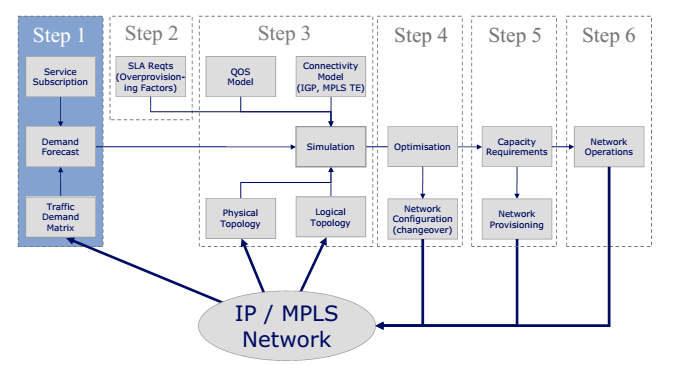 Step 1
Step 2
Step 3
Step 4
Step 5
Step 6
Service
Subscription
SLA Reqts
(Overprovision-
ing Factors)
QOS
Model
Connectivity
Model
(IGP, MPLS TE)
Demand
Forecast
Simulation
Optimisation
Capacity
Requirements
Network
Operations
Traffic
Demand
Matrix
Physical
Topology
Logical
Topology
Network
Configuration
(changeover)
Network
Provisioning
IP / MPLS
Network